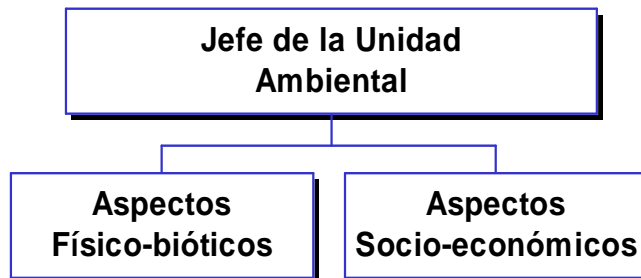 Jefe de la Unidad
Ambiental
Aspectos
Físico-bióticos
Aspectos
Socio-económicos